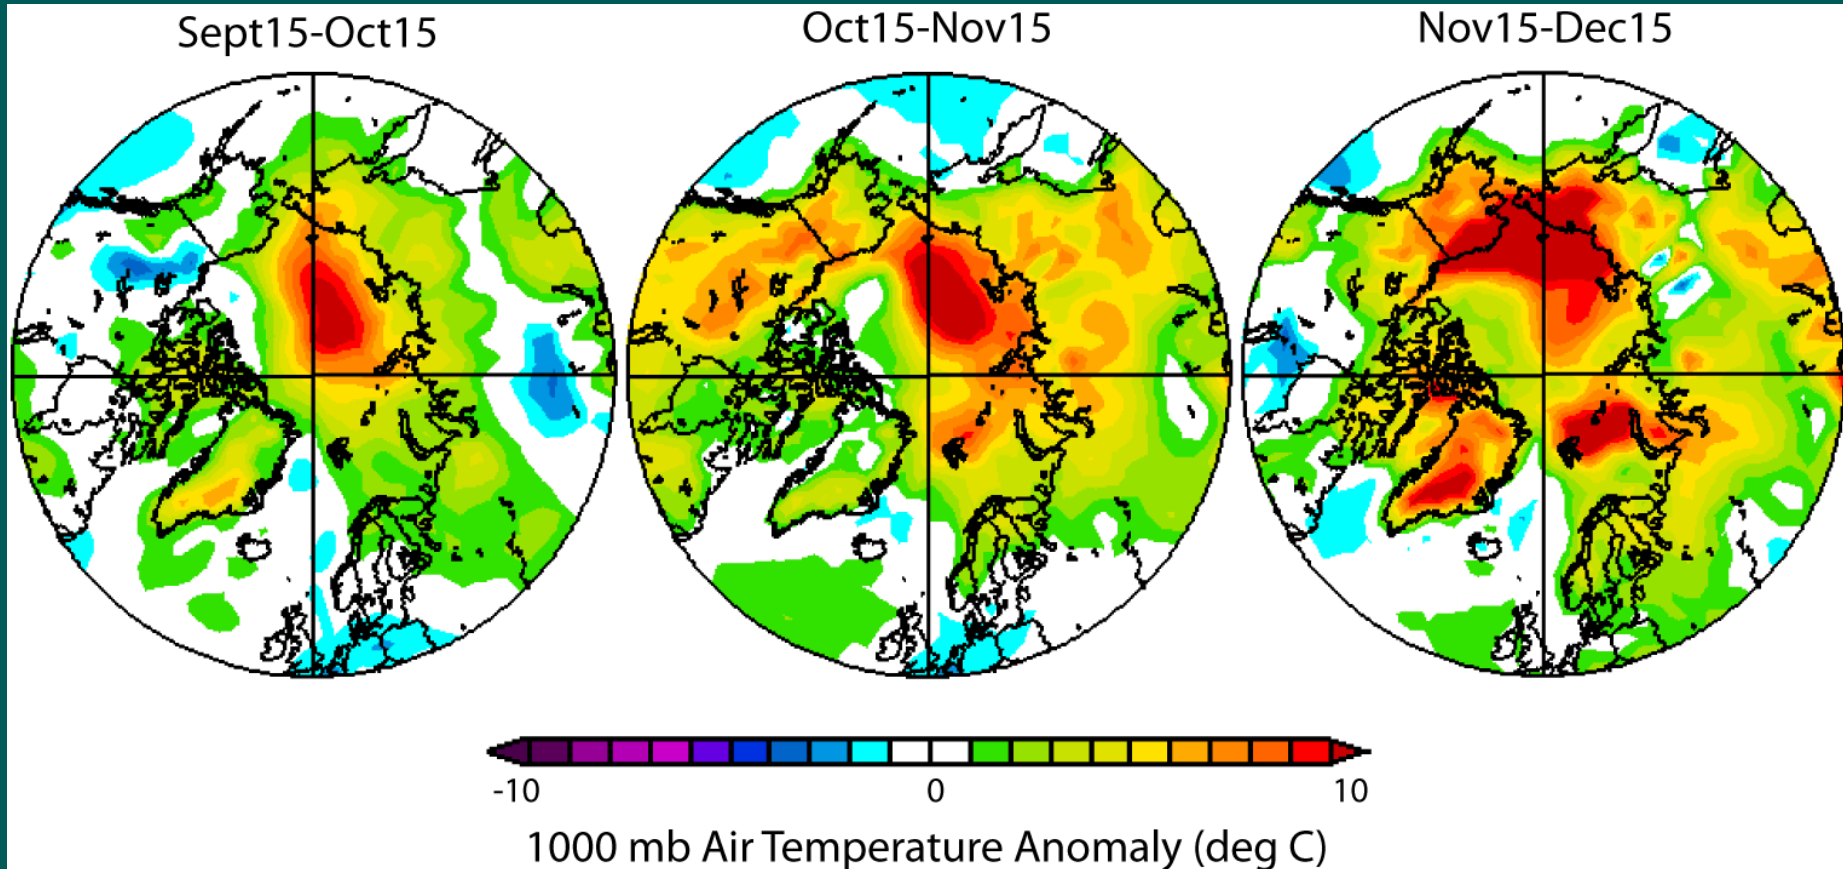 Sept15-Oct15
Oct15-Nov15
Nov15-Dec15
-10
0
10
1000 mb Air Temperature Anomaly (deg C)